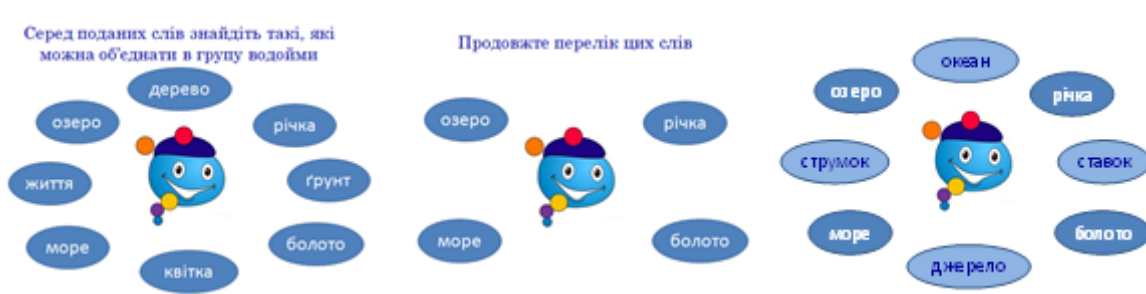 Серед поданих слів знайдіть такі, які
можна об'єднати в групу водойми
дерево
озеро
річка
життя
ґрунт
море
болото
квітка
Продовжте перелік цих слів
озеро
річка
море
болото
океан
озеро
річка
струмок
ставок
море
болото
джерело